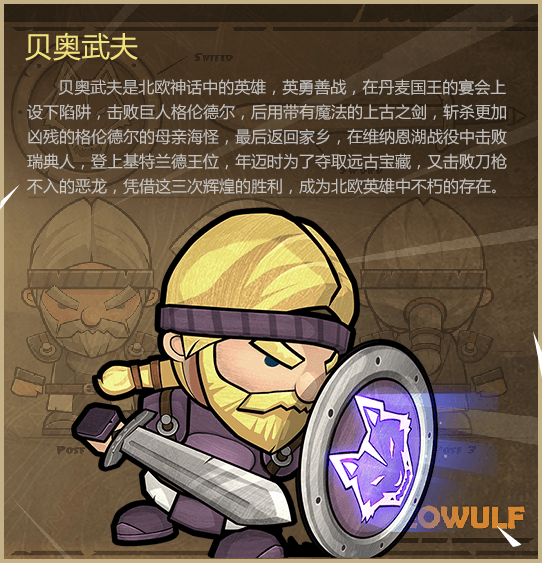 贝奥武夫
SHIELD
贝奥武夫是北欧神话中的英雄，英勇善战，在丹麦国王的宴会上
设下陷阱，击败巨人格伦德尔，后用带有魔法的上古之剑，斩杀更加
凶残的格伦德尔的母亲海怪，最后返回家乡，在维纳恩湖战役中击败
瑞典人，登上基特兰德王位，年迈时为了夺取远古宝藏，又击败刀枪
不入的恶龙，凭借这三次辉煌的胜利，成为北欧英雄中不朽的存在。
EOWULF